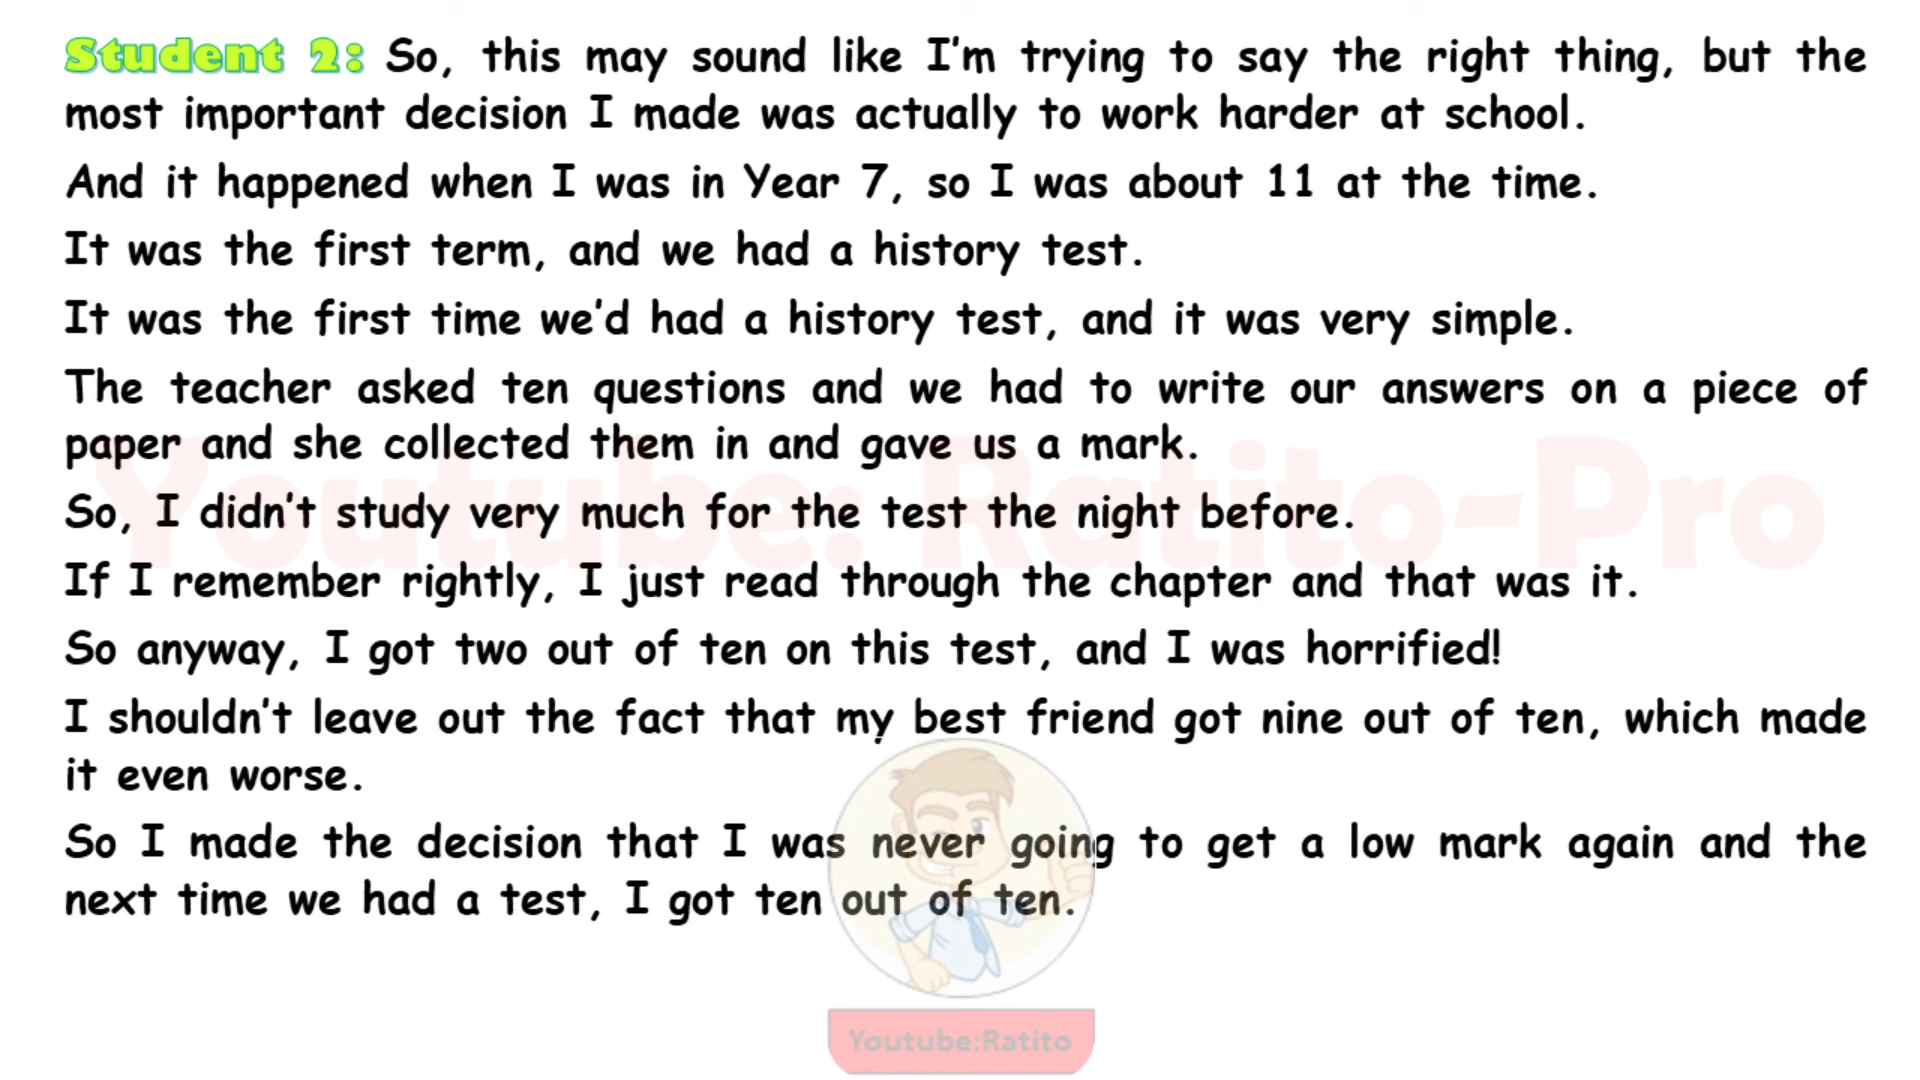 Student 2: So, this may sound like I'm trying to say the right thing, but the
most important decision I made was actually to work harder at school.
And it happened when I was in Year 7, so I was about 11 at the time.
It was the first term, and we had a history test.
It was the first time we'd had a history test, and it was very simple.
The teacher asked ten questions and we had to write our answers on a piece of
paper and she collected them in and gave us a mark.
Youtube: Ratito-Pro
So, I didn't study very much for the test the night before.
If I remember rightly, I just read through the chapter and that was it.
So anyway, I got two out of ten on this test, and I was horrified!
I shouldn't leave out the fact that my best friend got nine out of ten, which made
it even worse.
So I made the decision that I was never going to get a low mark again and the
next time we had a test, I got ten out of ten.
Youtube:Ratito